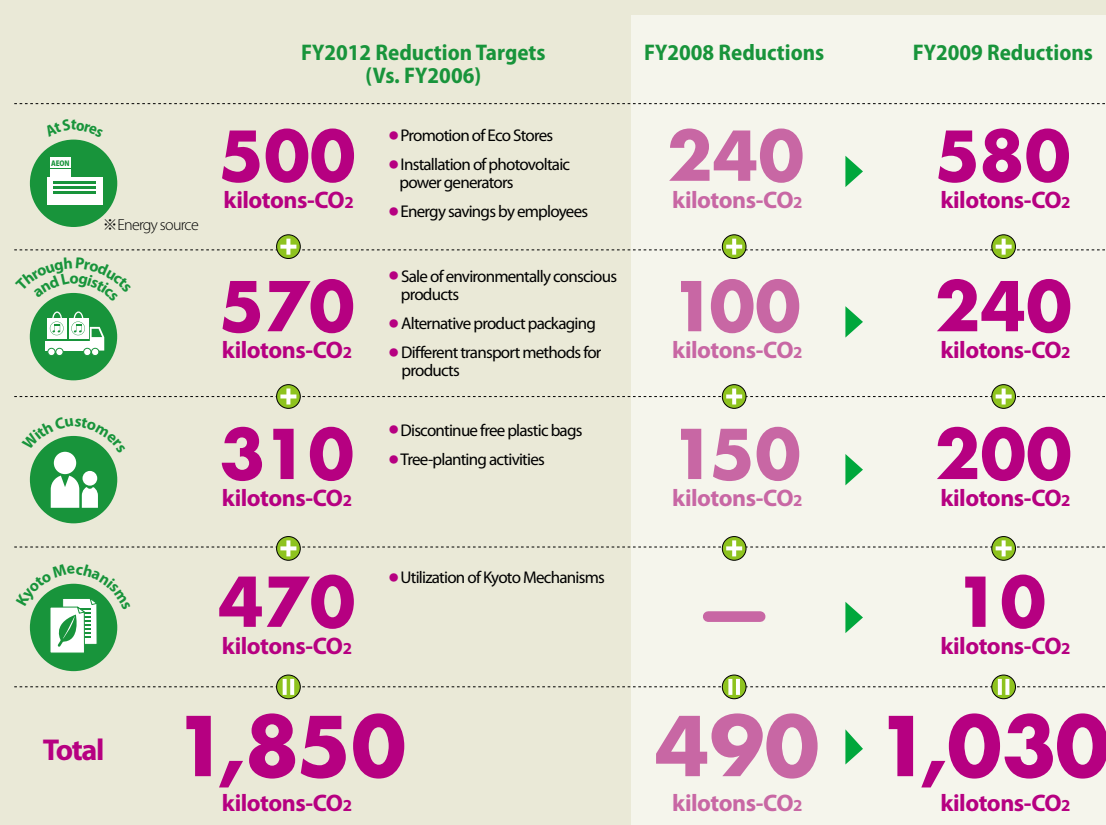 FY2012 Reduction Targets
(Vs. FY2006)
FY2008 Reductions
FY2009 Reductions
At Stores
AEON
※Energy source
500
kilotons-CO2
●Promotion of Eco Stores
●Installation of photovoltaic
power generators
●Energy savings by employees
240
kilotons-CO2
580
kilotons-CO2
Through Products
and Logistics
570
kilotons-CO2
●Sale of environmentally conscious
products
●Alternative product packaging
●Different transport methods for
products
100
kilotons-CO2
240
kilotons-CO2
With Customers
310
kilotons-CO2
●Discontinue free plastic bags
●Tree-planting activities
150
kilotons-CO2
200
kilotons-CO2
Kyoto Mechanisms
470
kilotons-CO2
●Utilization of Kyoto Mechanisms
—
10
kilotons-CO2
Total
1,850
kilotons-CO2
490
kilotons-CO2
1,030
kilotons-CO2